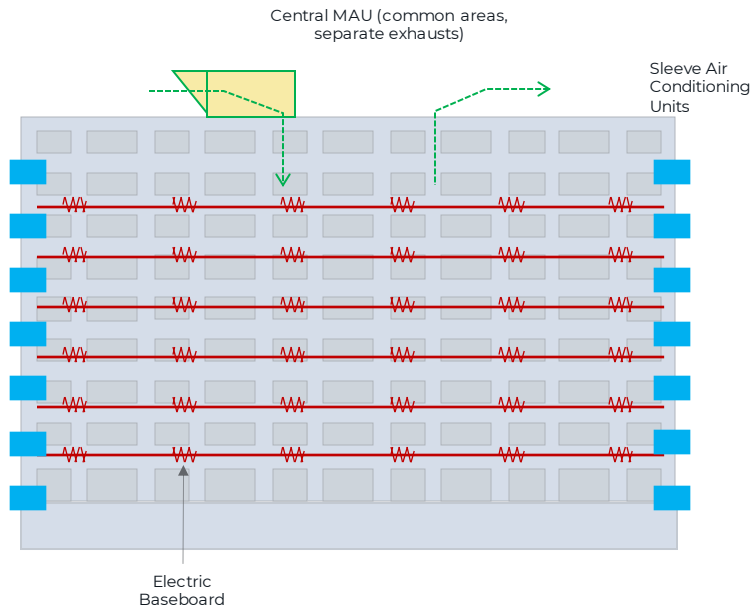 Central MAU (common areas,
separate exhausts)
Sleeve Air
Conditioning
Units
Electric
Baseboard